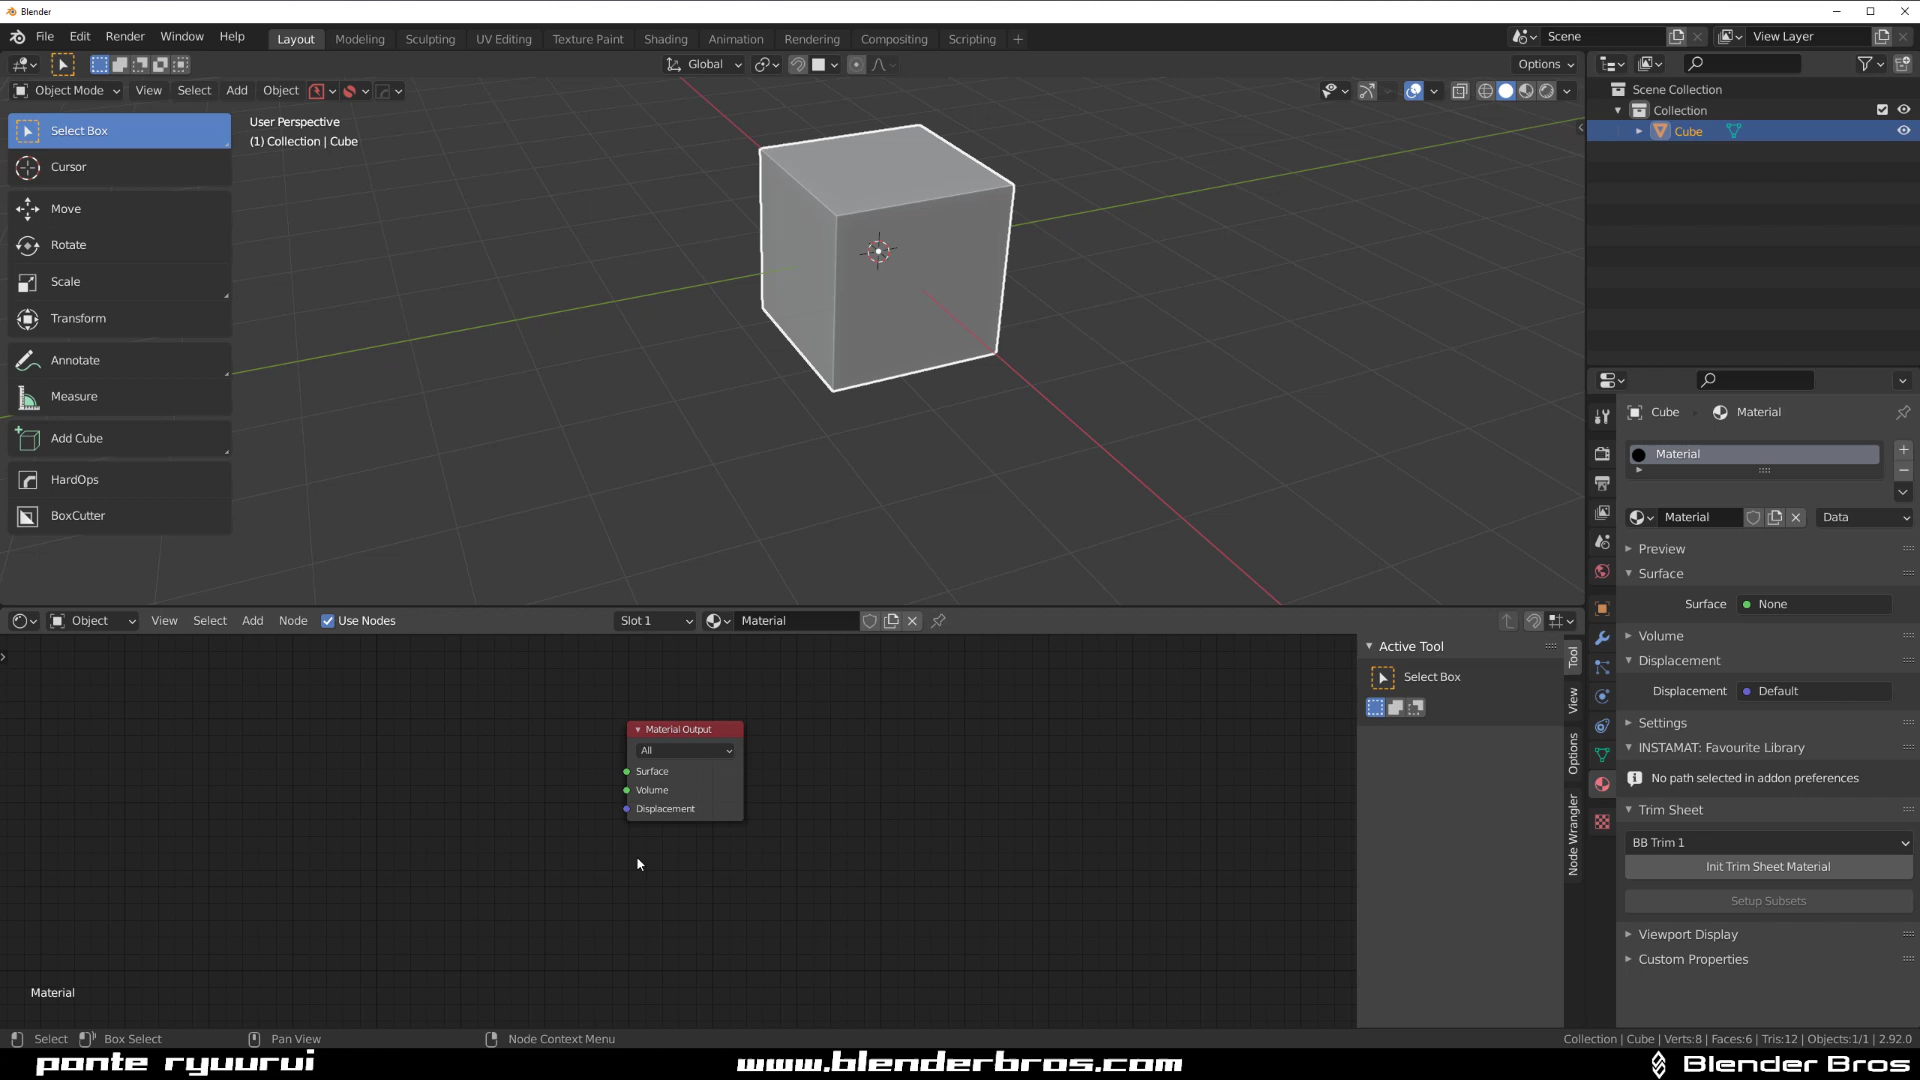 Blender
File Edit Render Window Help Layout Modeling Sculpting UV Editing Texture Paint Shading Animation Rendering Compositing Scripting + Scene View Layer
Global Options
Object Mode View Select Add Object
User Perspective
(1) Collection | Cube
Select Box
Cursor
Move
Rotate
Scale
Transform
Annotate
Measure
Add Cube
HardOps
BoxCutter
Scene Collection
Collection
Cube
Cube Material
Material
Material Data
Preview
Surface
Surface None
Volume
Displacement
Displacement Default
Settings
INSTAMAT: Favourite Library
No path selected in addon preferences
Trim Sheet
BB Trim 1
Init Trim Sheet Material
Setup Subsets
Viewport Display
Custom Properties
Object View Select Add Node Use Nodes Slot 1 Material
Active Tool
Select Box
Tool
View
Options
Node Wrangler
Material Output
All
Surface
Volume
Displacement
Material
Select Box Select Pan View Node Context Menu Collection | Cube | Verts:8 | Faces:6 | Tris:12 | Objects:1/1 | 2.92.0
ponte ryuurui www.blenderbros.com Blender Bros